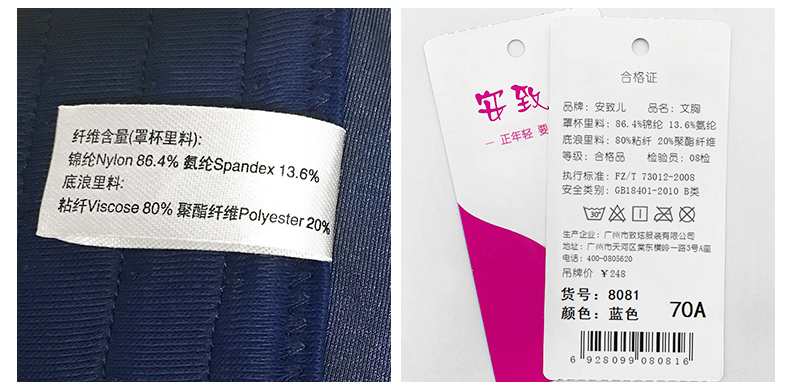 纤维含量(罩杯里料):
锦纶Nylon 86.4% 氨纶Spandex 13.6%
底浪里料:
粘纤Viscose 80% 聚酯纤维Polyester 20%
安致
一 正年轻 要
合格证
品牌: 安致儿 品名: 文胸
罩杯里料: 86.4%锦纶 13.6%氨纶
底浪里料: 80%粘纤 20%聚酯纤维
等级: 合格品 检验员: 08检
执行标准: FZ/T 73012-2008
安全类别: GB18401-2010 B类
30
生产企业: 广州市致炫服装有限公司
地址: 广州市天河区棠东横岭一路3号A座
电话: 400-0805620
吊牌价 ¥248
货号: 8081
颜色: 蓝色 70A
6 928099 080816